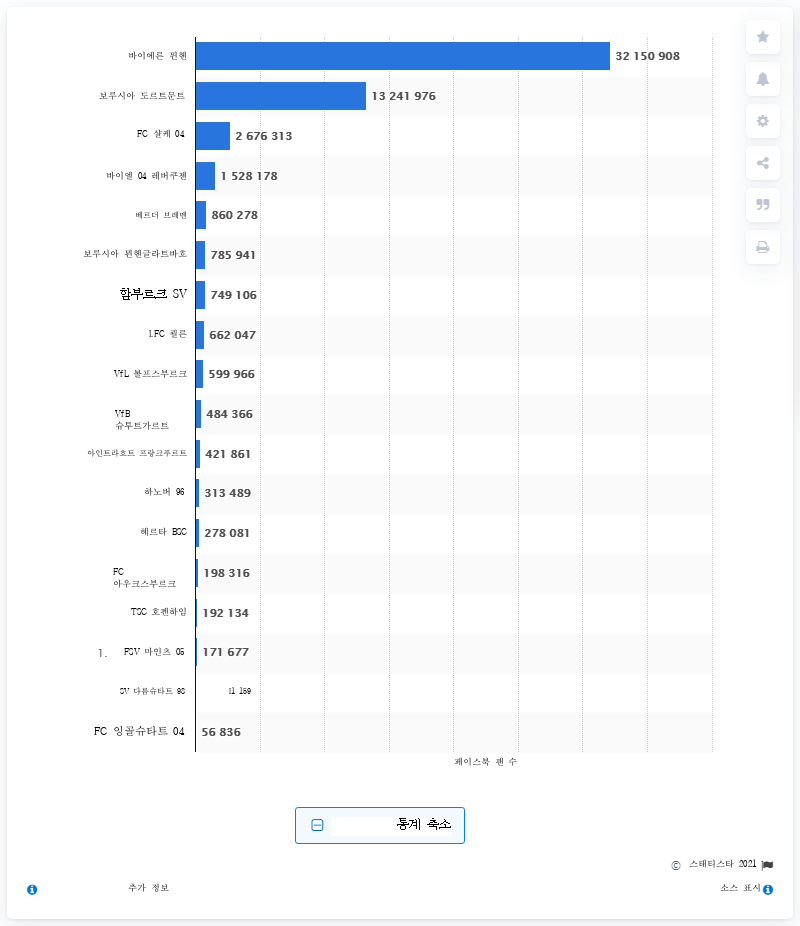 바이에른 뮌헨 32 150 908
보루시아 도르트문트 13 241 976
FC 샬케 04 2 676 313
바이엘 04 레버쿠젠 1 528 178
베르더 브레멘 860 278
보루시아 묀헨글라트바흐 785 941
함부르크 SV 749 106
1.FC 쾰른 662 047
VfL 볼프스부르크 599 966
VfB
슈투트가르트 484 366
아인트라흐트 프랑크푸르트 421 861
하노버 96 313 489
헤르타 BSC 278 081
FC
아우크스부르크 198 316
TSG 호펜하임 192 134
1. FSV 마인츠 05 171 677
SV 다름슈타트 98
FC 잉골슈타트 04 56 836
페이스북 팬 수
통계 축소
© 스태티스타 2021
추가 정보 소스 표시